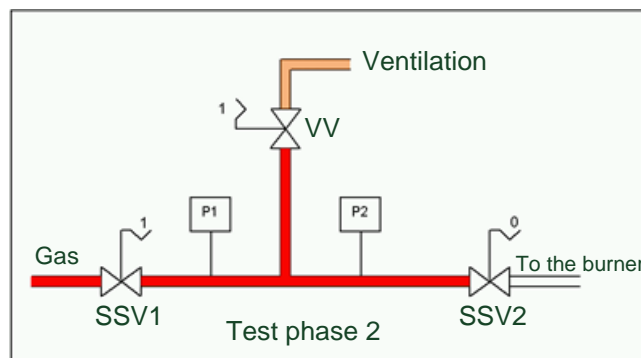 Ventilation
1
VV
P1
P2
1
0
Gas
To the burner
SSV1
SSV2
Test phase 2